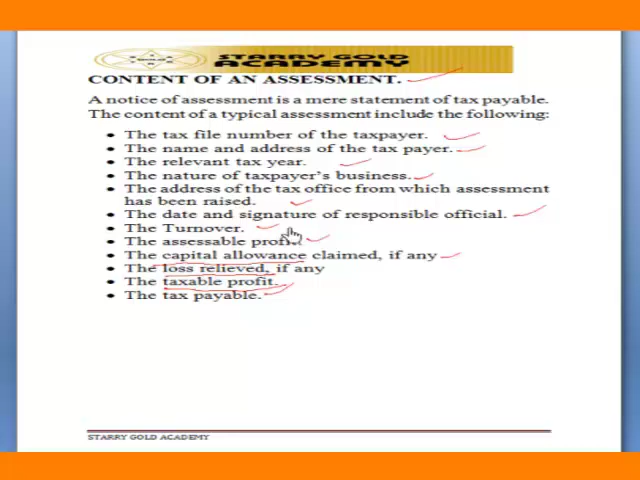 STARRY GOLD
ACADEMY
CONTENT OF AN ASSESSMENT.
A notice of assessment is a mere statement of tax payable.
The content of a typical assessment include the following:
• The tax file number of the taxpayer.
• The name and address of the tax payer.
• The relevant tax year.
• The nature of taxpayer's business.
• The address of the tax office from which assessment
has been raised.
• The date and signature of responsible official.
• The Turnover.
• The assessable profit.
• The capital allowance claimed, if any
• The loss relieved, if any
• The taxable profit.
• The tax payable.
STARRY GOLD ACADEMY